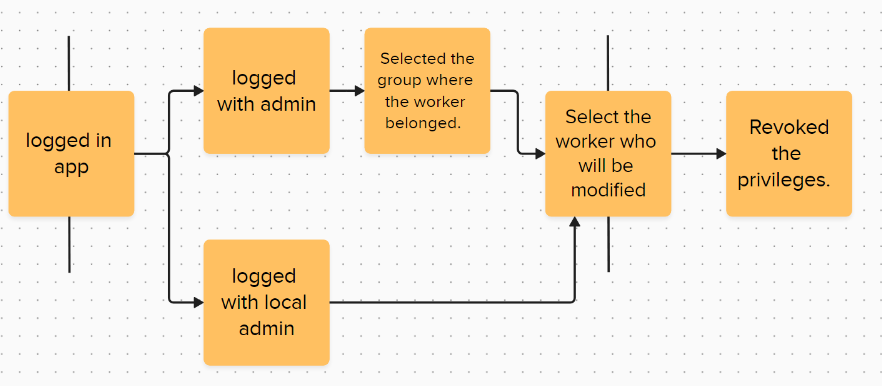 logged in
app
logged
with admin
Selected the
group where
the worker
belonged.
logged
with local
admin
Select the
worker who
will be
modified
Revoked
the
privileges.